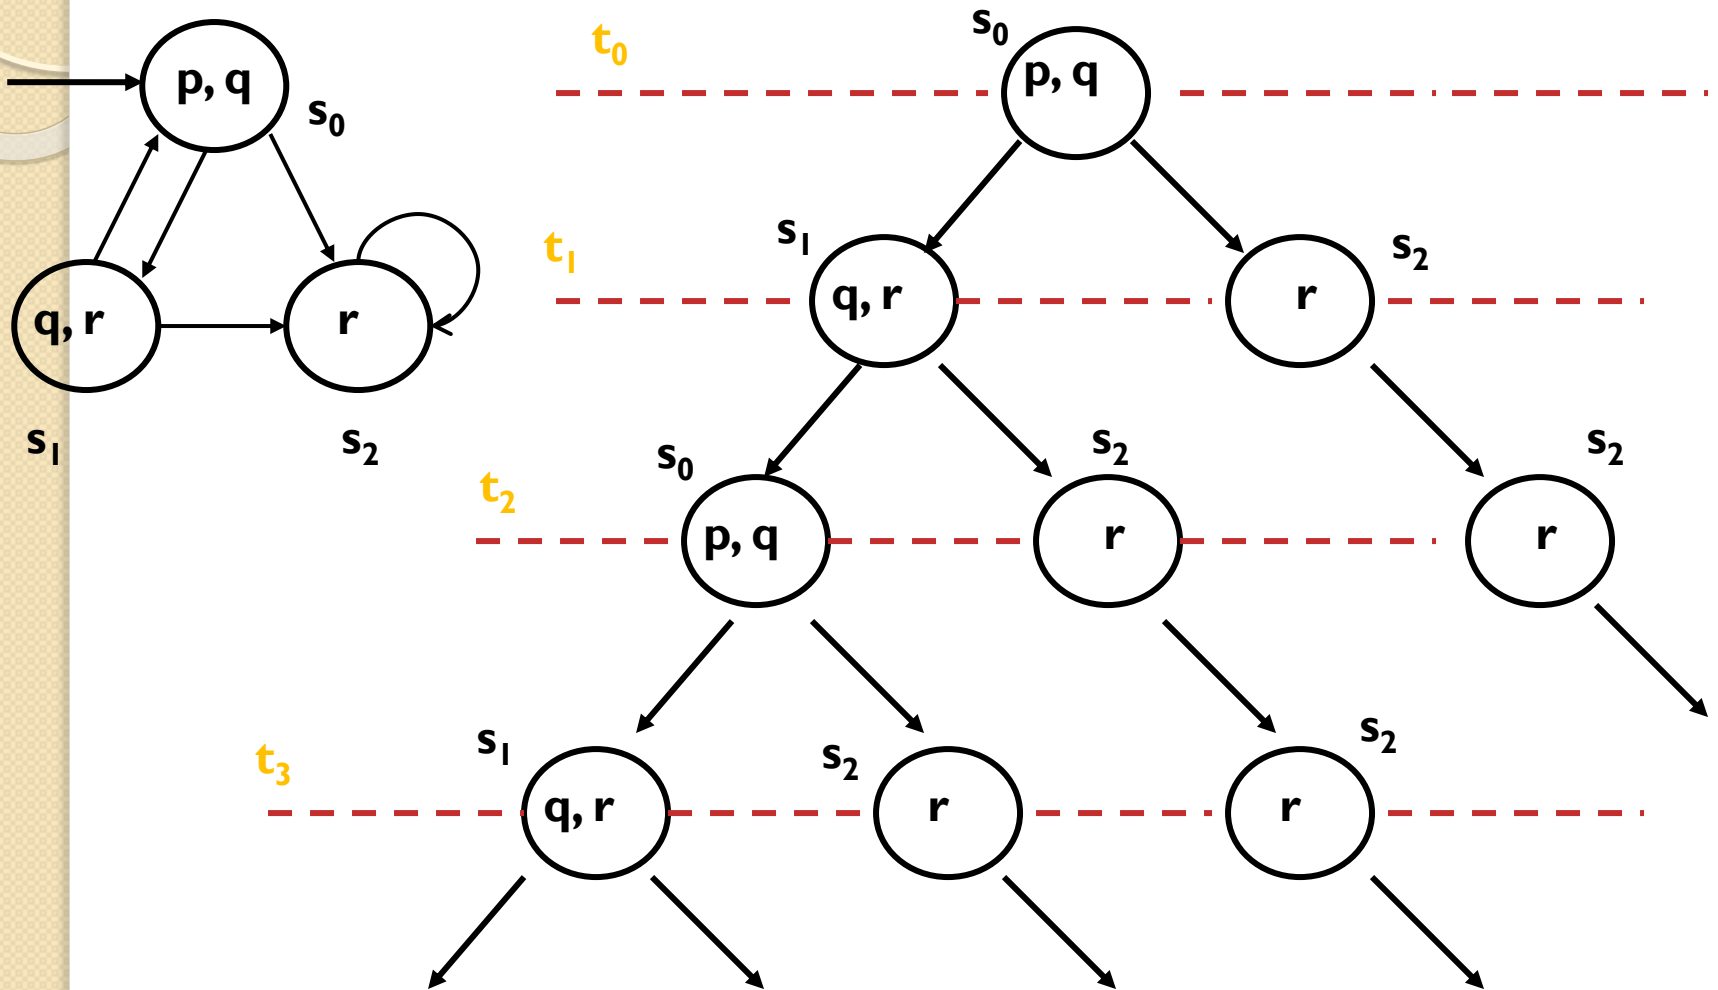 t₀ s₀
p, q p, q
s₀
s₁ t₁ s₂
q, r r q, r r
s₁ s₂ s₀ s₂ s₂
t₂
p, q r r
s₁ s₂ s₂
t₃
q, r r r